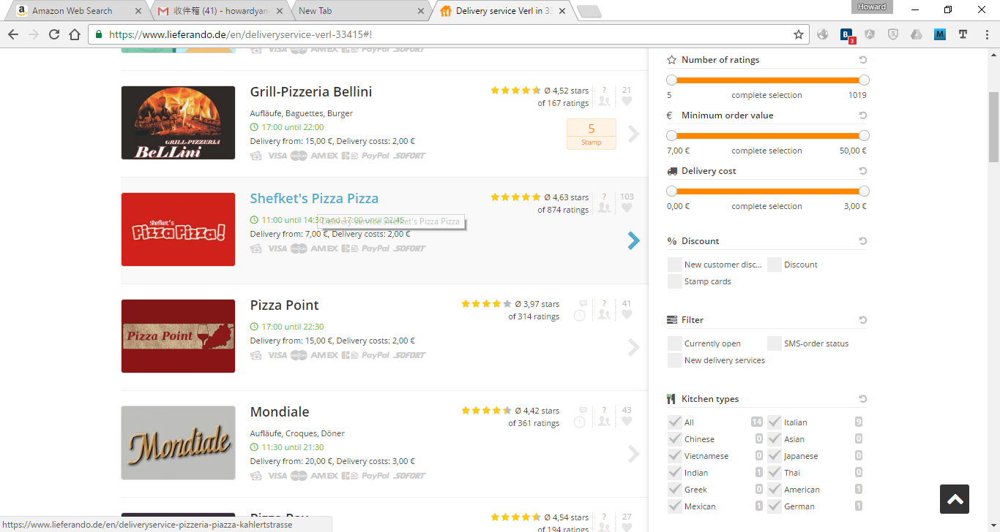 Amazon Web Search
收件箱 (41) - howardyan
New Tab
Delivery service Verl in 33
Howard
https://www.lieferando.de/en/deliveryservice-verl-33415#!
B 3 M T
VISA AMEX PayPal SOFORT
Grill-Pizzeria Bellini
Aufläufe, Baguettes, Burger
17:00 until 22:00
Delivery from: 15,00 €, Delivery costs: 2,00 €
VISA AMEX PayPal SOFORT
Ø 4,52 stars
of 167 ratings
? 21
5
Stamp
GRILL-PIZZERIA
BeLLini
Shefket's Pizza Pizza
11:00 until 14:30 and 17:00 until 22:45
Delivery service Shefket's Pizza Pizza
Delivery from: 7,00 €, Delivery costs: 2,00 €
VISA AMEX PayPal SOFORT
Ø 4,63 stars
of 874 ratings
? 103
shefket's
Pizza Pizza!
Pizza Point
17:00 until 22:30
Delivery from: 15,00 €, Delivery costs: 2,00 €
VISA AMEX PayPal SOFORT
Ø 3,97 stars
of 314 ratings
? 41
Pizza Point
Mondiale
Aufläufe, Croques, Döner
11:30 until 21:30
Delivery from: 20,00 €, Delivery costs: 3,00 €
VISA AMEX PayPal SOFORT
Ø 4,42 stars
of 361 ratings
? 43
Mondiale
Ø 4,54 stars
of 194 ratings
? 27
https://www.lieferando.de/en/deliveryservice-pizzeria-piazza-kahlertstrasse
Number of ratings
5 complete selection 1019
€ Minimum order value
7,00 € complete selection 50,00 €
Delivery cost
0,00 € complete selection 3,00 €
% Discount
New customer disc... Discount
Stamp cards
Filter
Currently open SMS-order status
New delivery services
Kitchen types
All 14 Italian 9
Chinese 0 Asian 0
Vietnamese 0 Japanese 0
Indian 1 Thai 0
Greek 0 American 1
Mexican 1 German 1